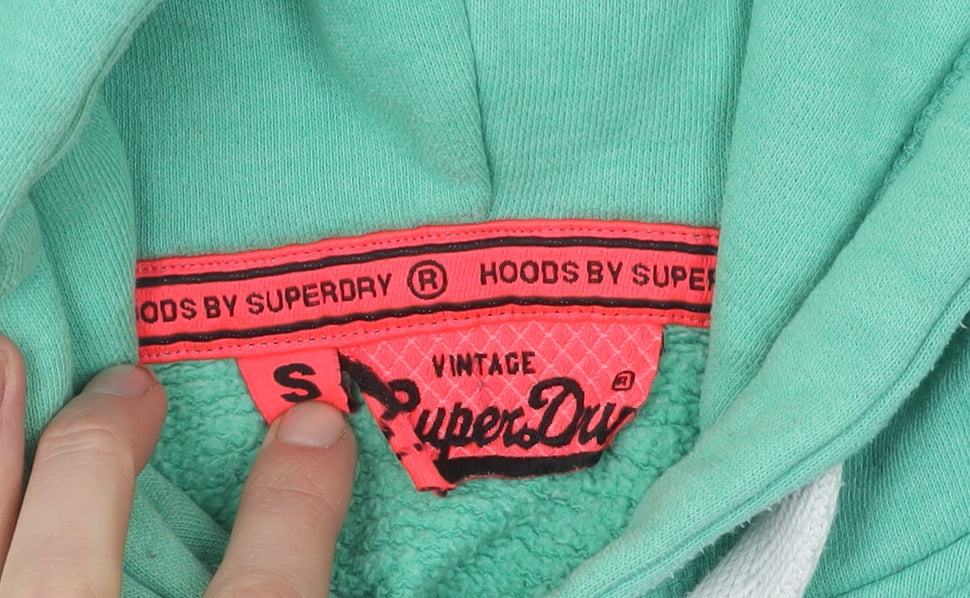 HOODS BY SUPERDRY ® HOODS BY SUPER
S
VINTAGE
SuperDry ®